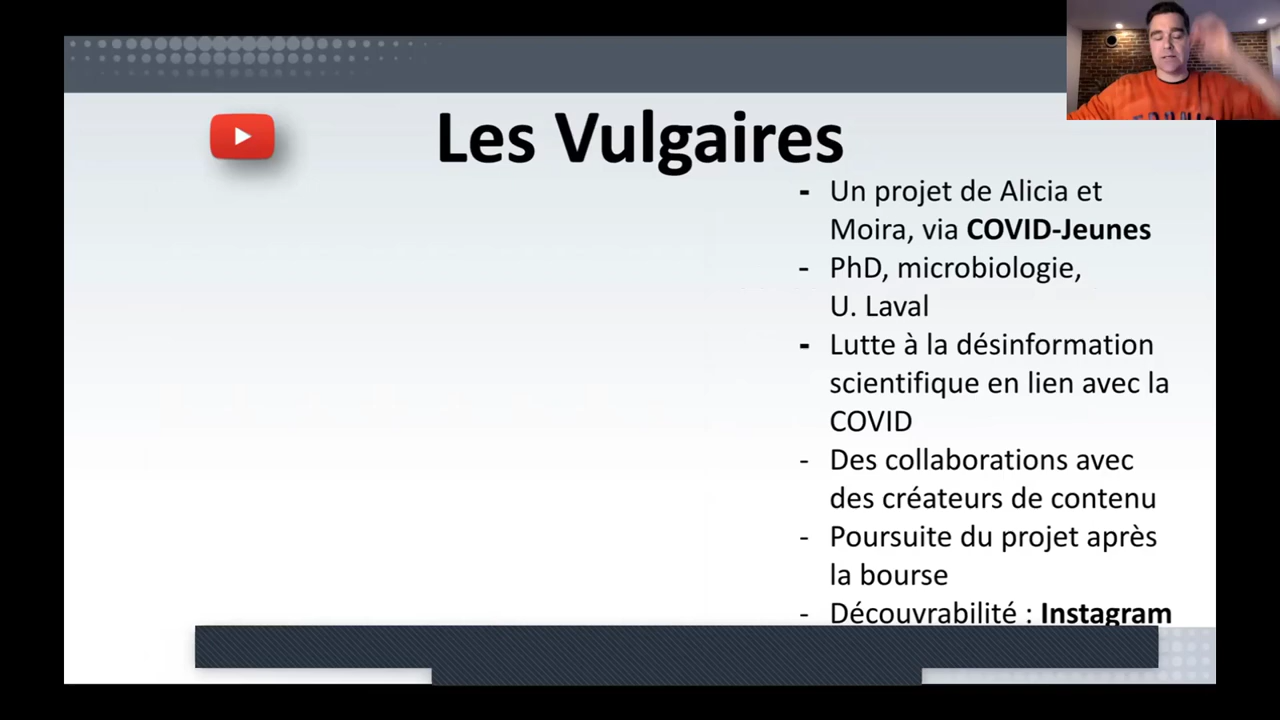 Les Vulgaires
- Un projet de Alicia et
Moira, via COVID-Jeunes
- PhD, microbiologie,
U. Laval
- Lutte à la désinformation
scientifique en lien avec la
COVID
- Des collaborations avec
des créateurs de contenu
- Poursuite du projet après
la bourse
- Découvrabilité : Instagram